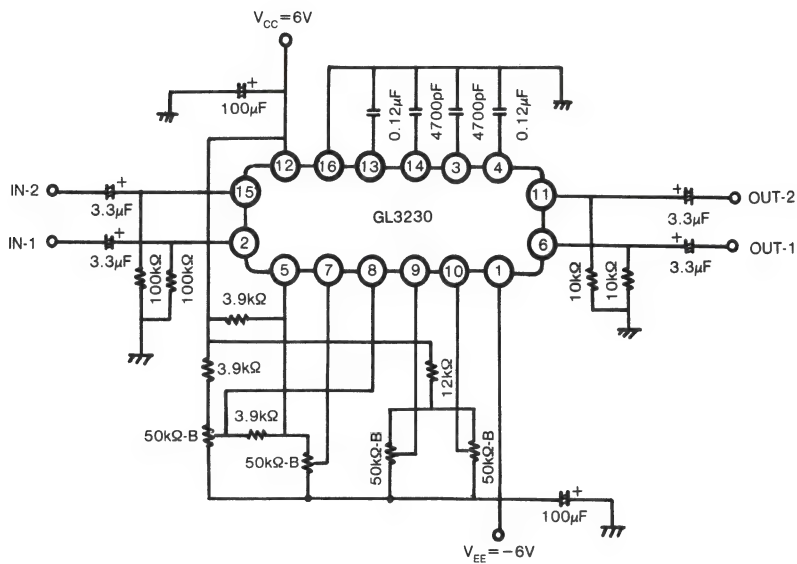 V_CC=6V
+
100μF
0.12μF
4700pF
4700pF
0.12μF
12
16
13
14
3
4
IN-2
+
3.3μF
15
11
+
3.3μF
OUT-2
GL3230
IN-1
+
3.3μF
2
6
+
3.3μF
OUT-1
5
7
8
9
10
1
100kΩ
100kΩ
10kΩ
10kΩ
3.9kΩ
3.9kΩ
12kΩ
3.9kΩ
50kΩ-B
50kΩ-B
50kΩ-B
50kΩ-B
+
100μF
V_EE=-6V